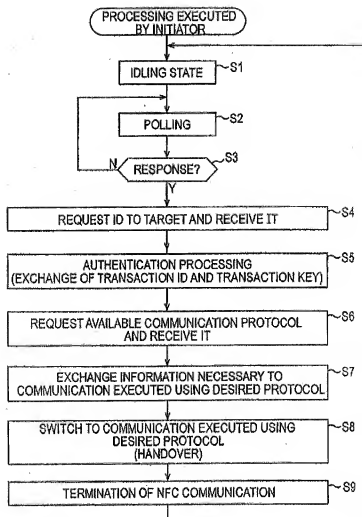 PROCESSING EXECUTED
BY INITIATOR
IDLING STATE
S1
POLLING
S2
RESPONSE?
S3
N
Y
REQUEST ID TO TARGET AND RECEIVE IT
S4
AUTHENTICATION PROCESSING
(EXCHANGE OF TRANSACTION ID AND TRANSACTION KEY)
S5
REQUEST AVAILABLE COMMUNICATION PROTOCOL
AND RECEIVE IT
S6
EXCHANGE INFORMATION NECESSARY TO
COMMUNICATION EXECUTED USING DESIRED PROTOCOL
S7
SWITCH TO COMMUNICATION EXECUTED USING
DESIRED PROTOCOL
(HANDOVER)
S8
TERMINATION OF NFC COMMUNICATION
S9